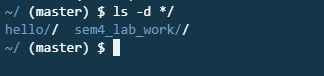 ~/ (master) $ ls -d */
hello//  sem4_lab_work//
~/ (master) $